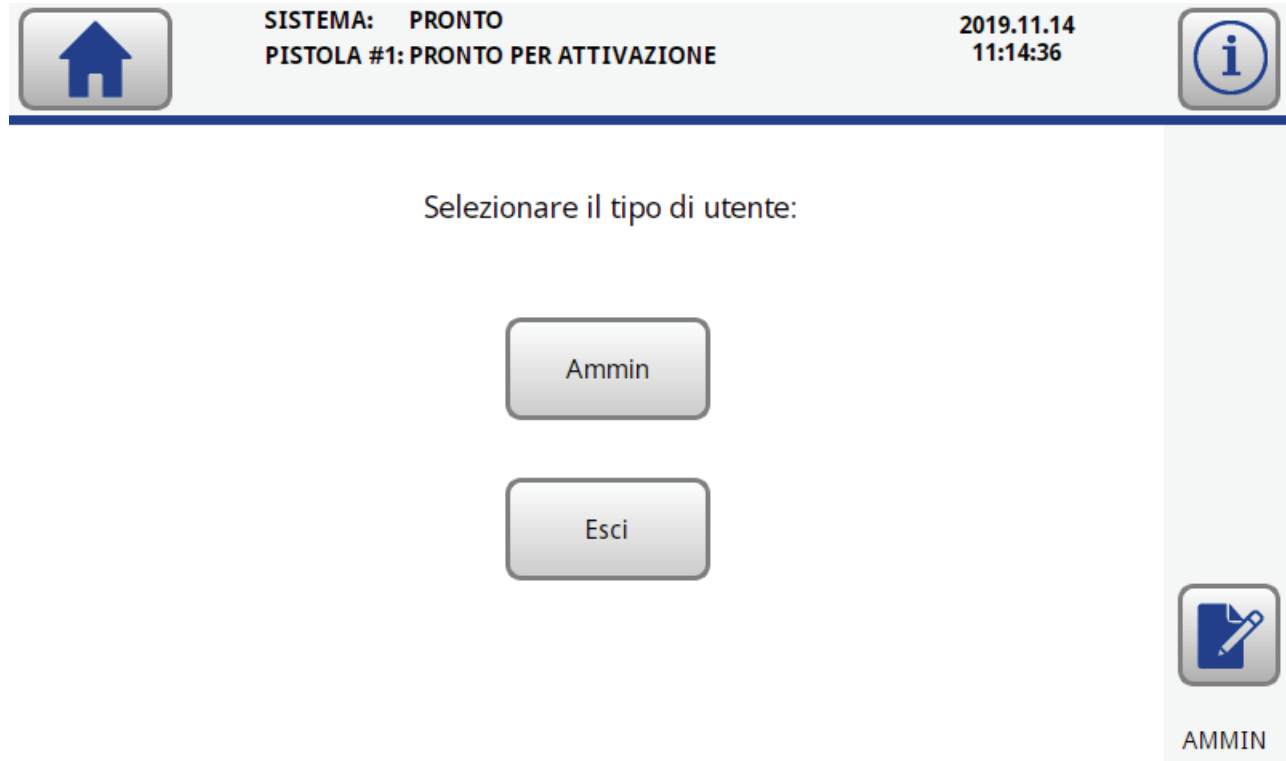 SISTEMA: PRONTO
PISTOLA #1: PRONTO PER ATTIVAZIONE
2019.11.14
11:14:36
i
Selezionare il tipo di utente:
Ammin
Esci
AMMIN